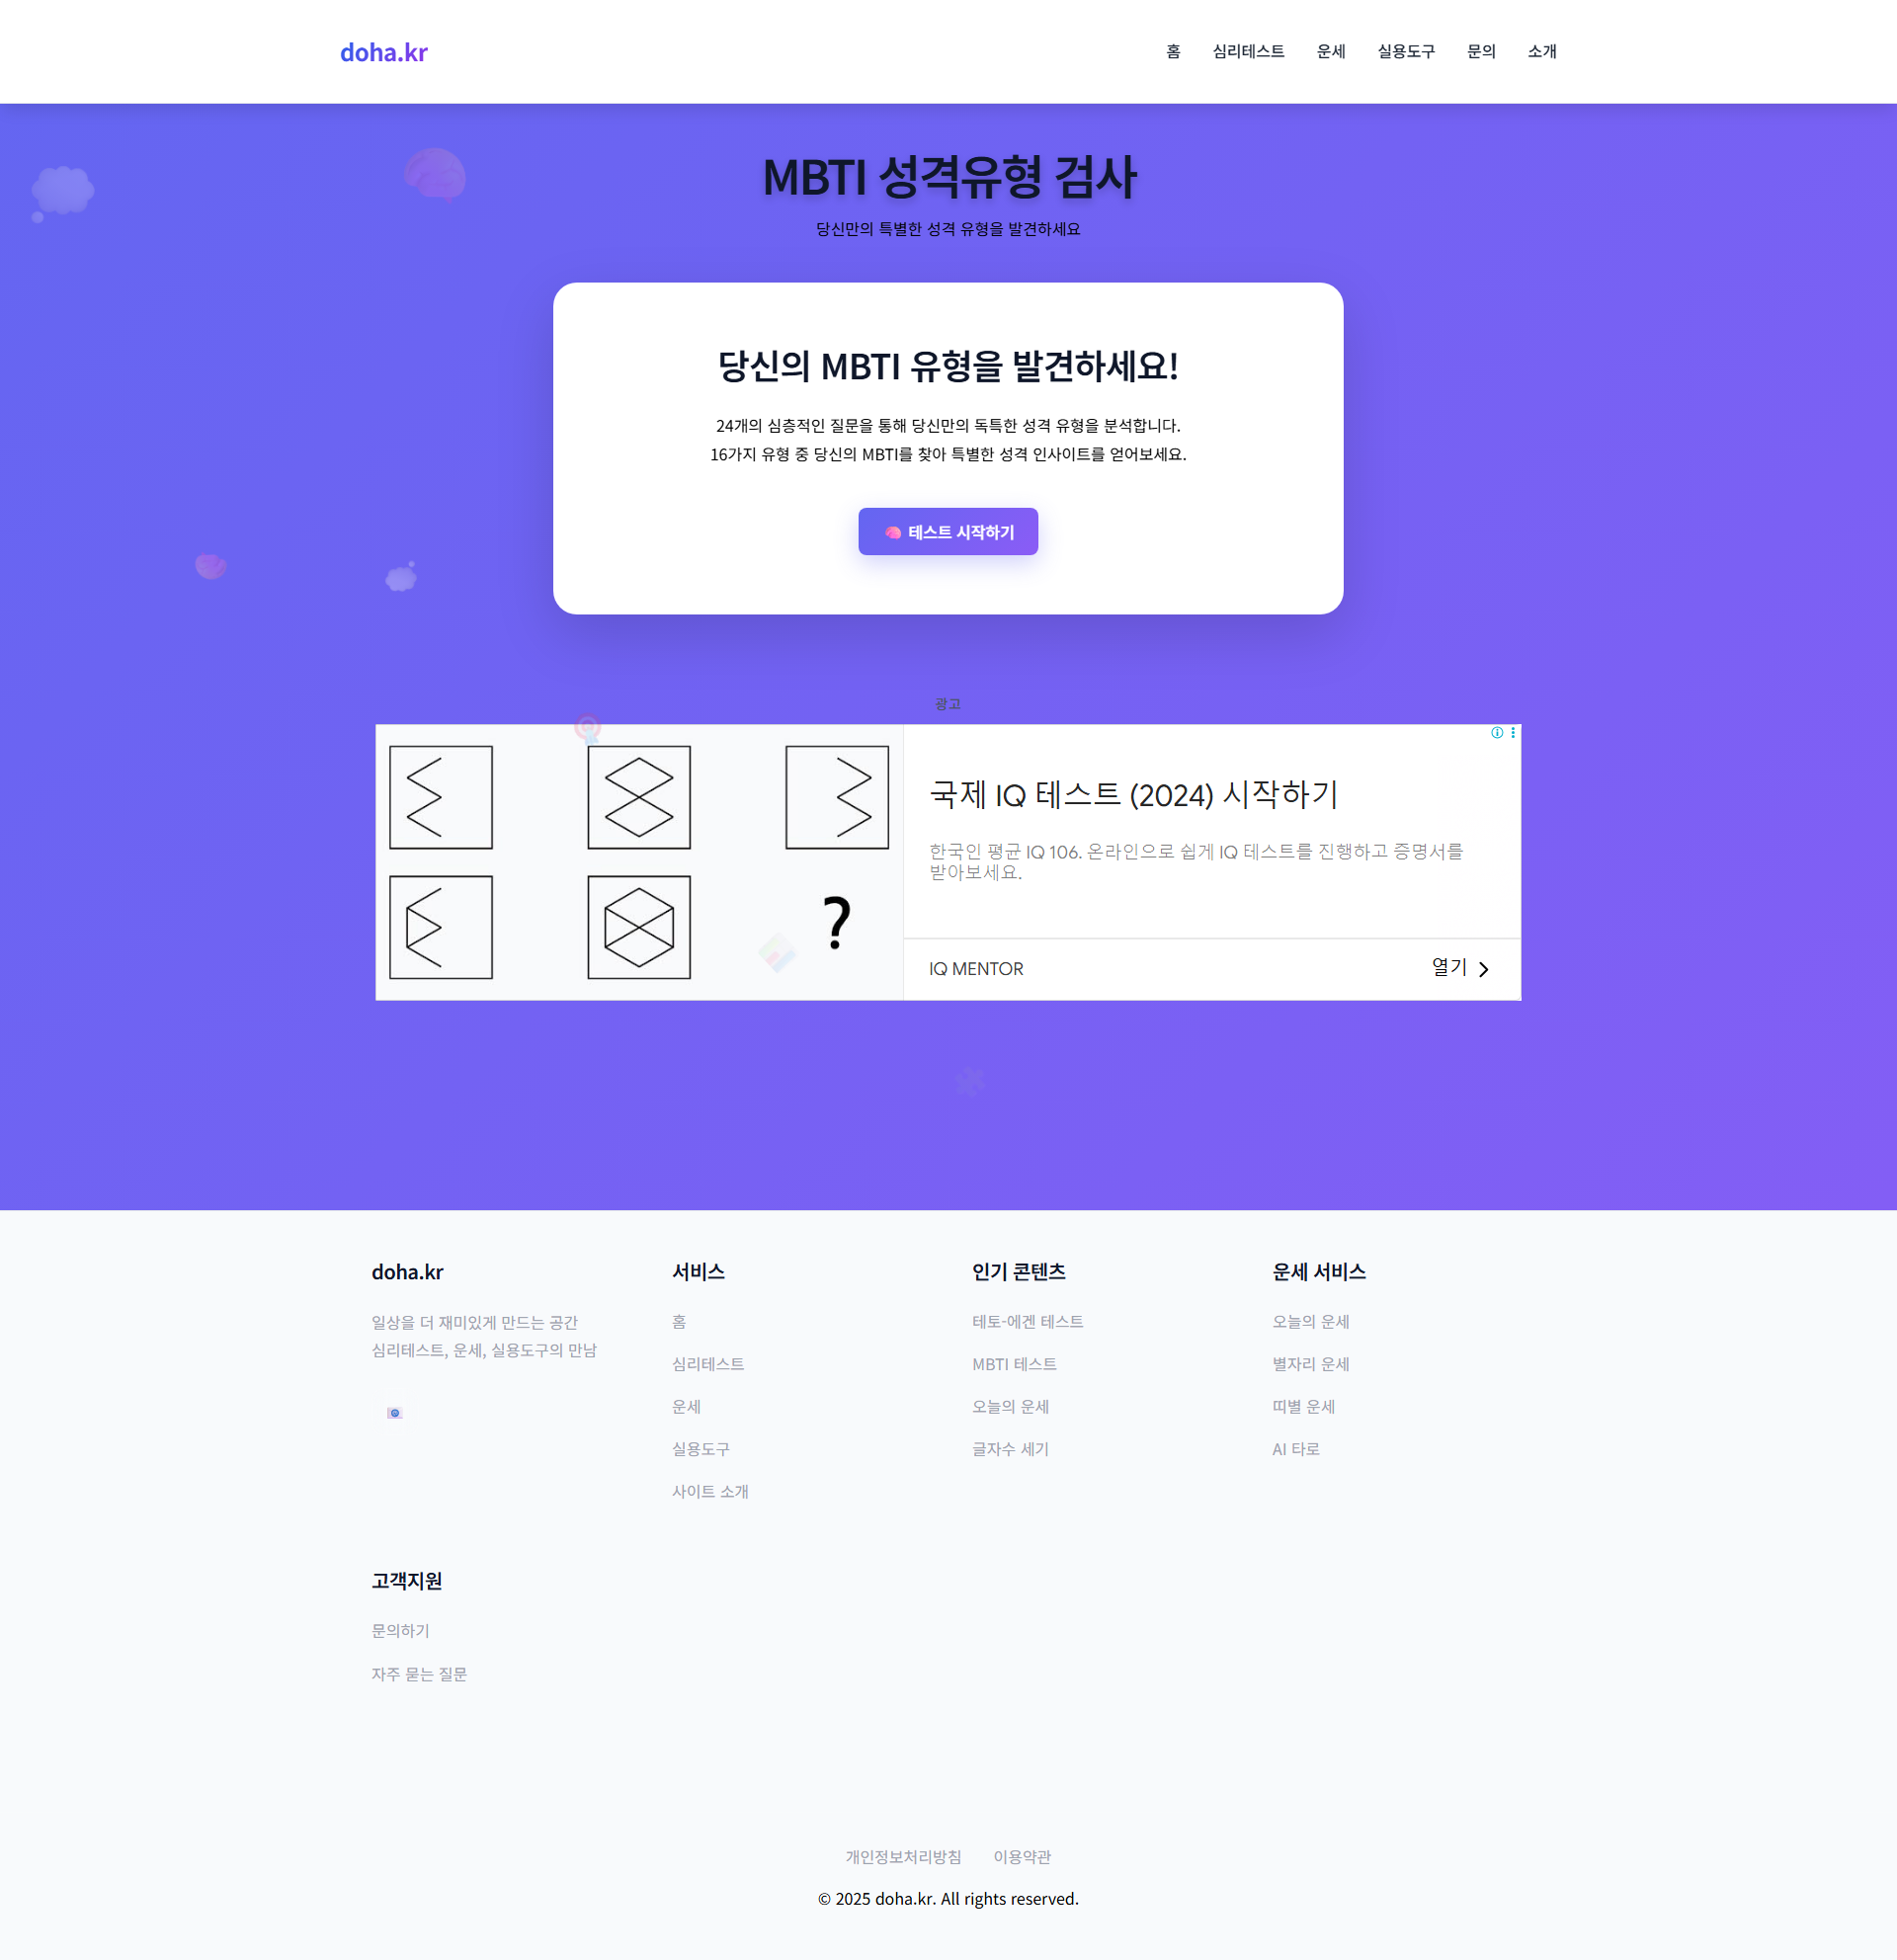 doha.kr
홈 심리테스트 운세 실용도구 문의 소개
MBTI 성격유형 검사
당신만의 특별한 성격 유형을 발견하세요
당신의 MBTI 유형을 발견하세요!
24개의 심층적인 질문을 통해 당신만의 독특한 성격 유형을 분석합니다.
16가지 유형 중 당신의 MBTI를 찾아 특별한 성격 인사이트를 얻어보세요.
🧠 테스트 시작하기
광고
?
국제 IQ 테스트 (2024) 시작하기
한국인 평균 IQ 106. 온라인으로 쉽게 IQ 테스트를 진행하고 증명서를
받아보세요.
IQ MENTOR
열기
doha.kr
일상을 더 재미있게 만드는 공간
심리테스트, 운세, 실용도구의 만남
서비스
홈
심리테스트
운세
실용도구
사이트 소개
인기 콘텐츠
테토-에겐 테스트
MBTI 테스트
오늘의 운세
글자수 세기
운세 서비스
오늘의 운세
별자리 운세
띠별 운세
AI 타로
고객지원
문의하기
자주 묻는 질문
개인정보처리방침 이용약관
© 2025 doha.kr. All rights reserved.